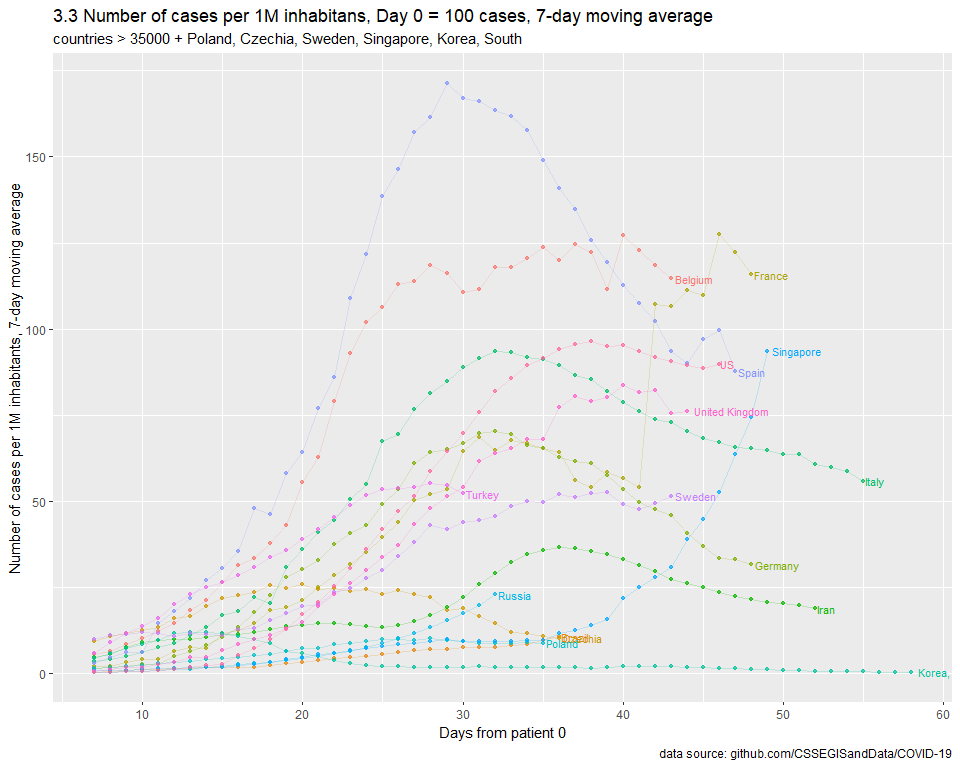 3.3 Number of cases per 1M inhabitans, Day 0 = 100 cases, 7-day moving average
countries > 35000 + Poland, Czechia, Sweden, Singapore, Korea, South
Number of cases per 1M inhabitants, 7-day moving average
150
100
50
0
Belgium
France
Singapore
US
Spain
United Kingdom
Italy
Turkey
Sweden
Germany
Russia
Iran
Poland
Korea,
10
20
30
40
50
60
Days from patient 0
data source: github.com/CSSEGISandData/COVID-19